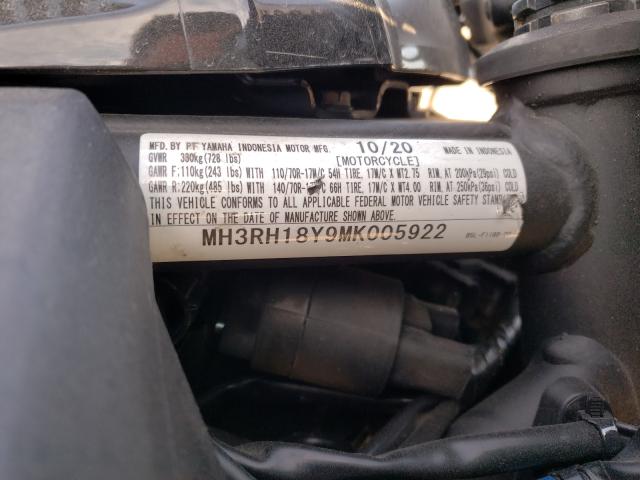 MFD. BY PT YAMAHA INDONESIA MOTOR MFG. 10/20 MADE IN INDONESIA
GVWR 330kg(728 lbs) [MOTORCYCLE]
GAWR F:110kg(243 lbs)WITH 110/70R-17M/C 54H TIRE, 17M/C X MT2.75 RIM, AT 200kPa(29psi) COLD
GAWR R:220kg(485 lbs)WITH 140/70R- C 66H TIRE, 17M/C X MT4.00 RIM, AT 250kPa(36psi) COLD
THIS VEHICLE CONFORMS TO ALL APPLICABLE FEDERAL MOTOR VEHICLE SAFETY
IN EFFECT ON THE DATE OF MANUFACTURE SHOWN ABOVE.
MH3RH18Y9MK005922